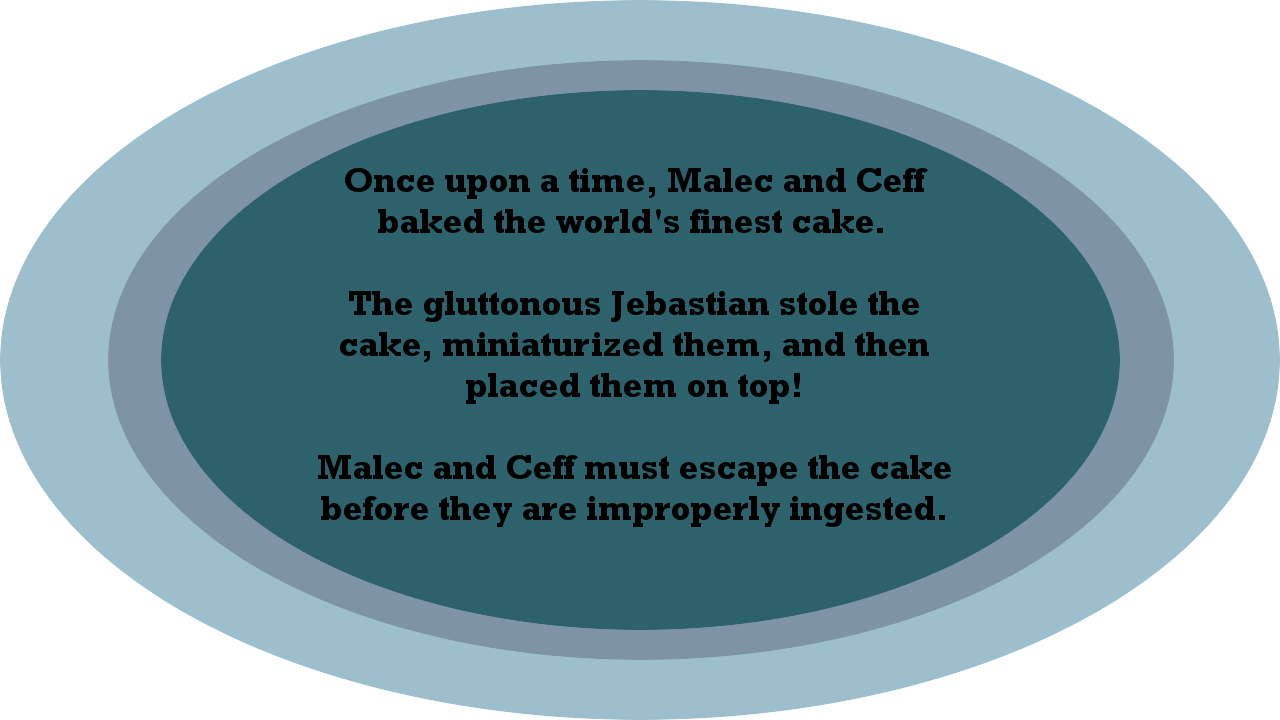 Once upon a time, Malec and Ceff
baked the world's finest cake.
The gluttonous Jebastian stole the
cake, miniaturized them, and then
placed them on top!
Malec and Ceff must escape the cake
before they are improperly ingested.